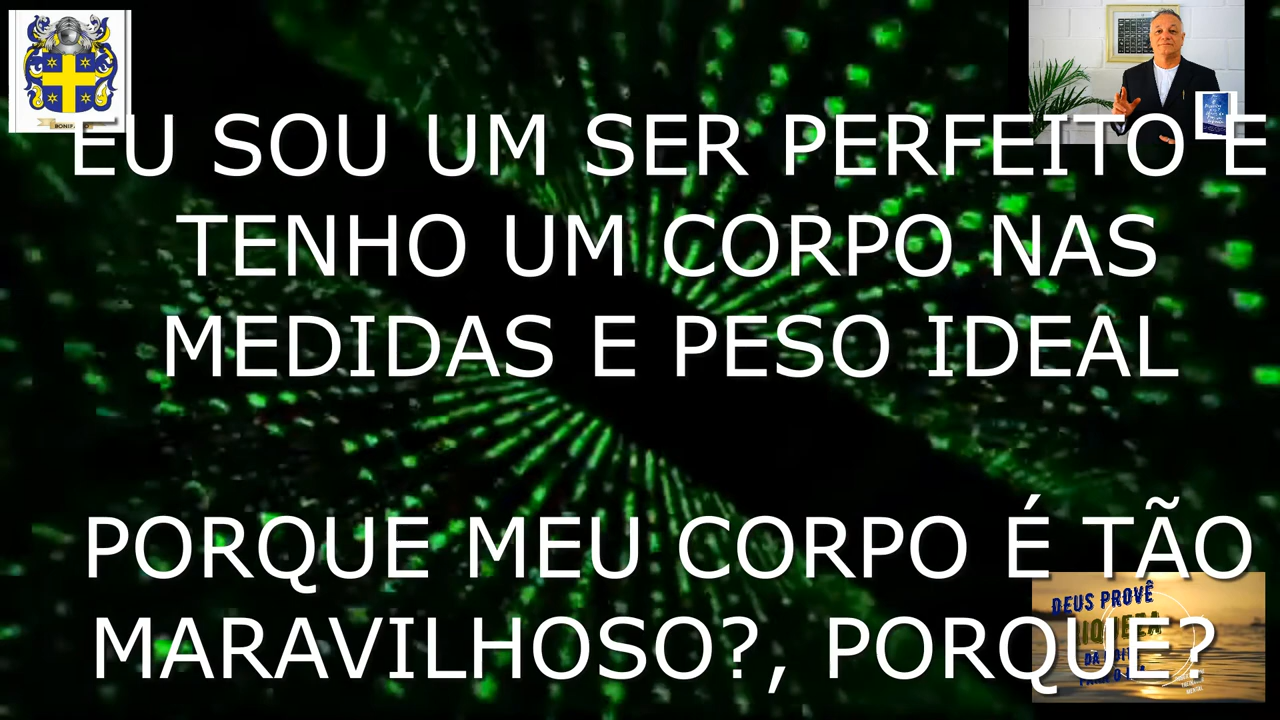 EU SOU UM SER PERFEITO E
TENHO UM CORPO NAS
MEDIDAS E PESO IDEAL
PORQUE MEU CORPO É TÃO
MARAVILHOSO?, PORQUE?
DEUS PROVÊ